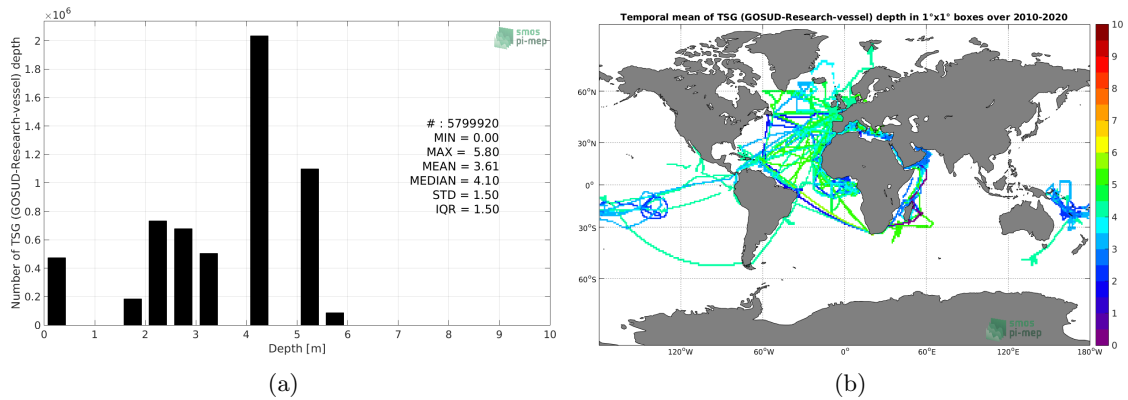 ×10⁶
2
1.8
1.6
1.4
1.2
1
0.8
0.6
0.4
0.2
0
Number of TSG (GOSUD-Research-vessel) depth
smos
pi-mep
# : 5799920
MIN = 0.00
MAX = 5.80
MEAN = 3.61
MEDIAN = 4.10
STD = 1.50
IQR = 1.50
0 1 2 3 4 5 6 7 8 9 10
Depth [m]
(a)
Temporal mean of TSG (GOSUD-Research-vessel) depth in 1°x1° boxes over 2010-2020
60°N
30°N
0°
30°S
60°S
120°W 60°W 0° 60°E 120°E 180°W
smos
pi-mep
10
9
8
7
6
5
4
3
2
1
0
(b)